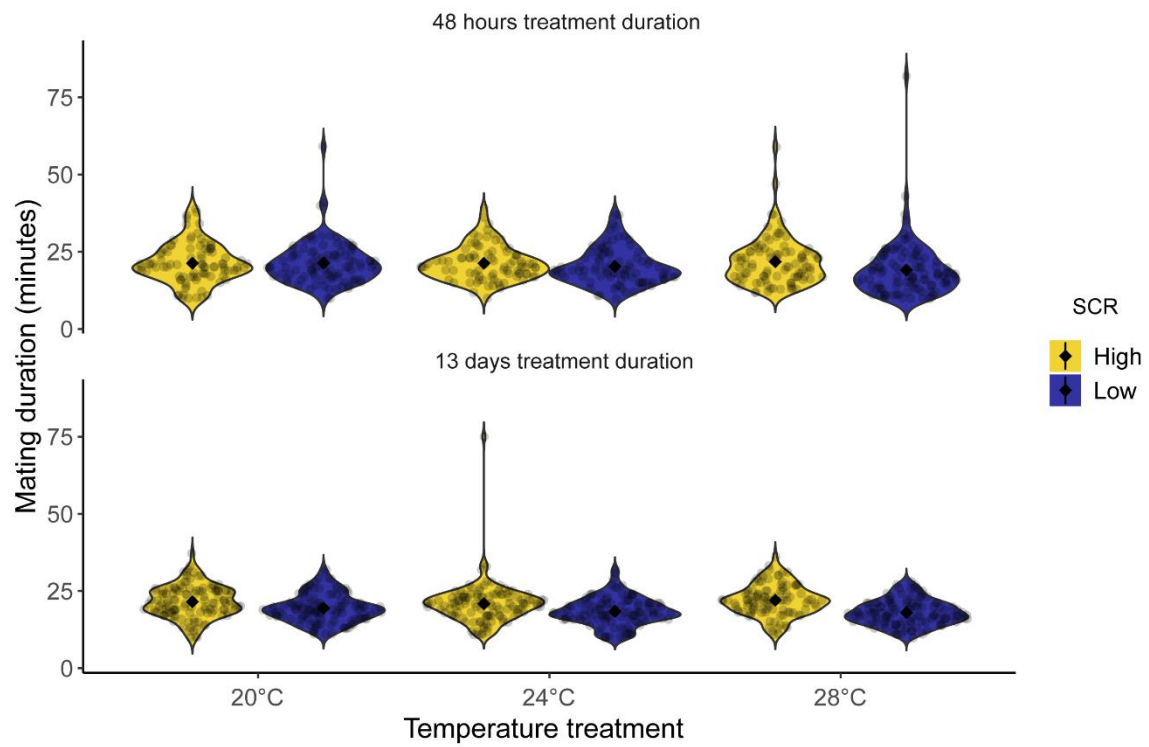 48 hours treatment duration
75
50
25
0
13 days treatment duration
75
50
25
0
Mating duration (minutes)
20°C 24°C 28°C
Temperature treatment
SCR
High
Low